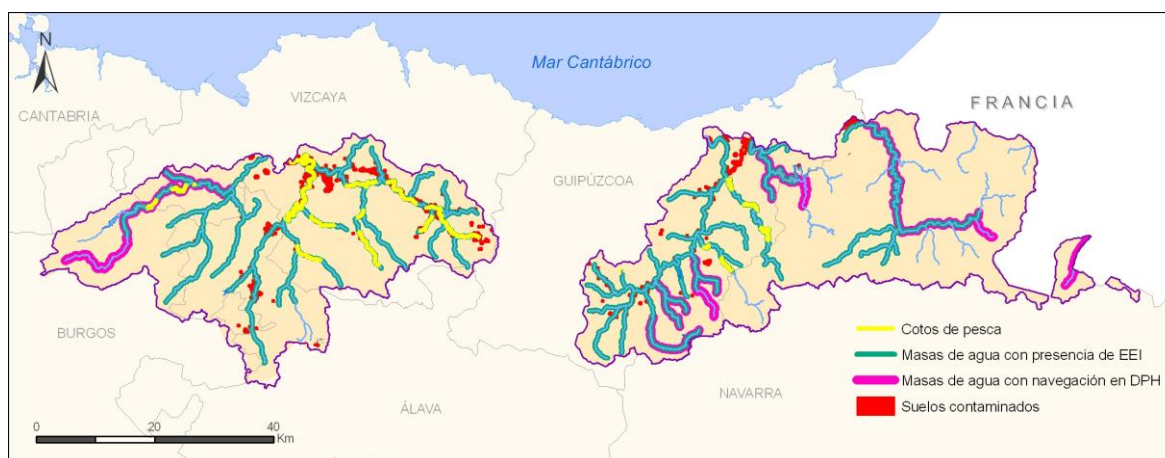 N
Mar Cantábrico
CANTABRIA
VIZCAYA
FRANCIA
GUIPÚZCOA
BURGOS
ÁLAVA
NAVARRA
Cotos de pesca
Masas de agua con presencia de EEI
Masas de agua con navegación en DPH
Suelos contaminados
0 20 40
Km